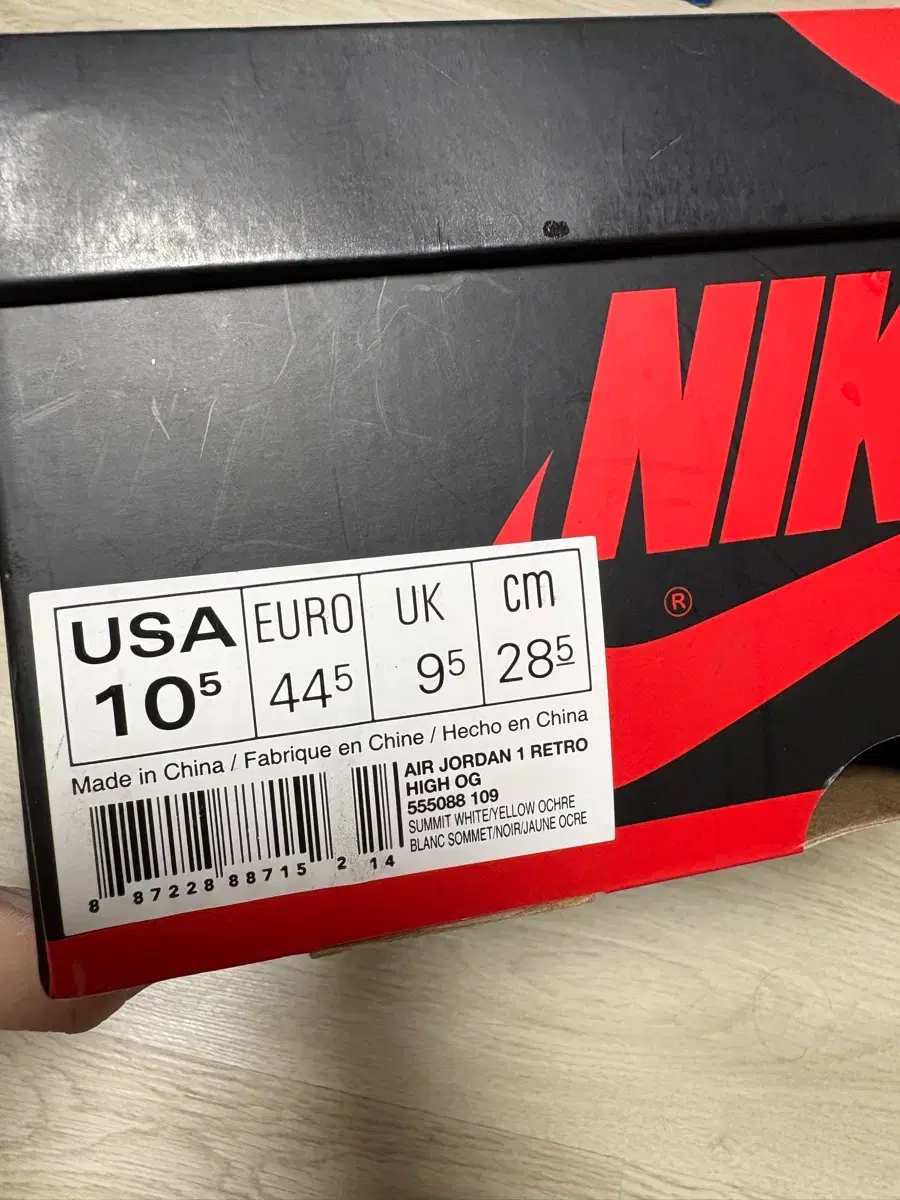 NIK
®
USA EURO UK cm
10⁵ 44⁵ 9⁵ 28⁵
Made in China / Fabrique en Chine / Hecho en China
AIR JORDAN 1 RETRO
HIGH OG
555088 109
SUMMIT WHITE/YELLOW OCHRE
BLANC SOMMET/NOIR/JAUNE OCRE
8 87228 88715 2 14